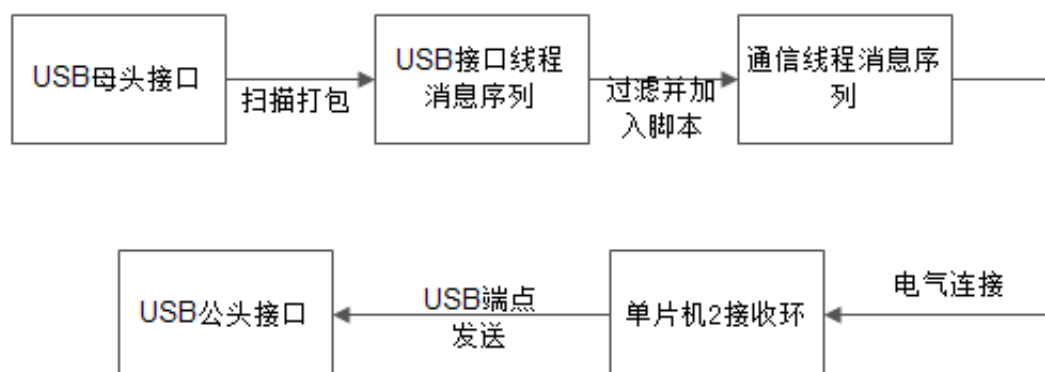 USB母头接口
扫描打包
USB接口线程
消息序列
过滤并加
入脚本
通信线程消息序
列
电气连接
单片机2接收环
USB端点
发送
USB公头接口